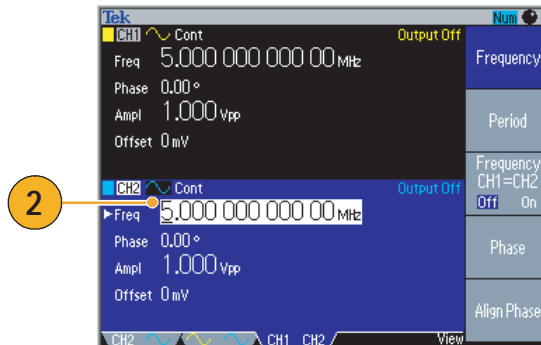 Tek
Num
CH1 Cont Output Off
Freq 5.000 000 000 00 MHz
Phase 0.00 °
Ampl 1.000 Vpp
Offset 0 mV
CH2 Cont Output Off
Freq 5.000 000 000 00 MHz
Phase 0.00 °
Ampl 1.000 Vpp
Offset 0 mV
CH2 CH1 CH2 View
Frequency
Period
Frequency
CH1=CH2
Off On
Phase
Align Phase
2